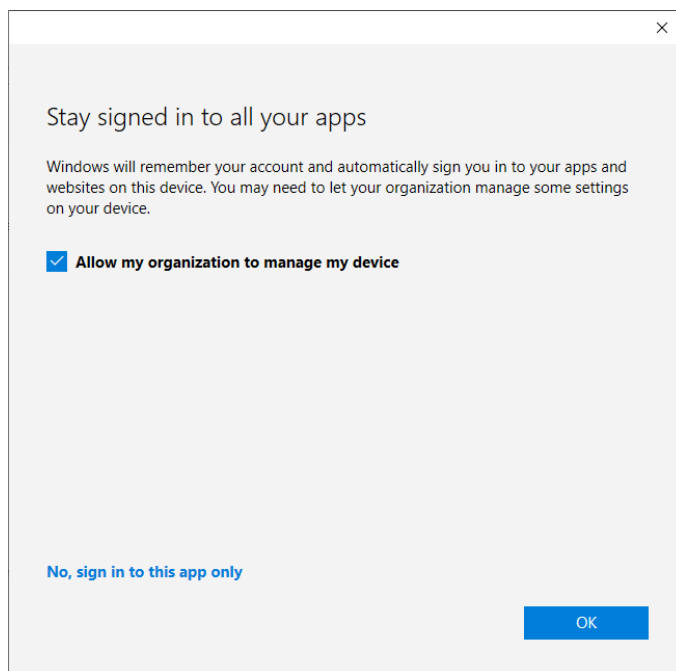 Stay signed in to all your apps
Windows will remember your account and automatically sign you in to your apps and
websites on this device. You may need to let your organization manage some settings
on your device.
Allow my organization to manage my device
No, sign in to this app only
OK